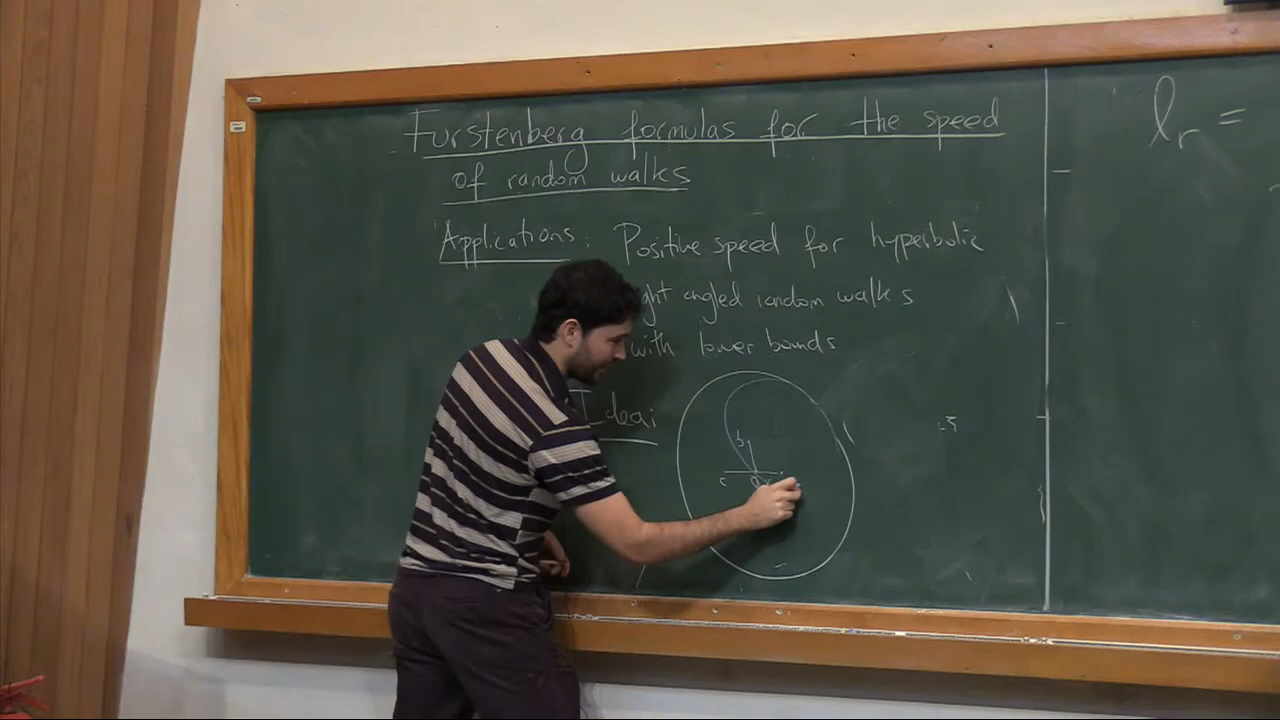 Furstenberg formulas for the speed
of random walks
Applications: Positive speed for hyperbolic
ght angled random walks
with lower bounds
Idea:
b
r
l_r =